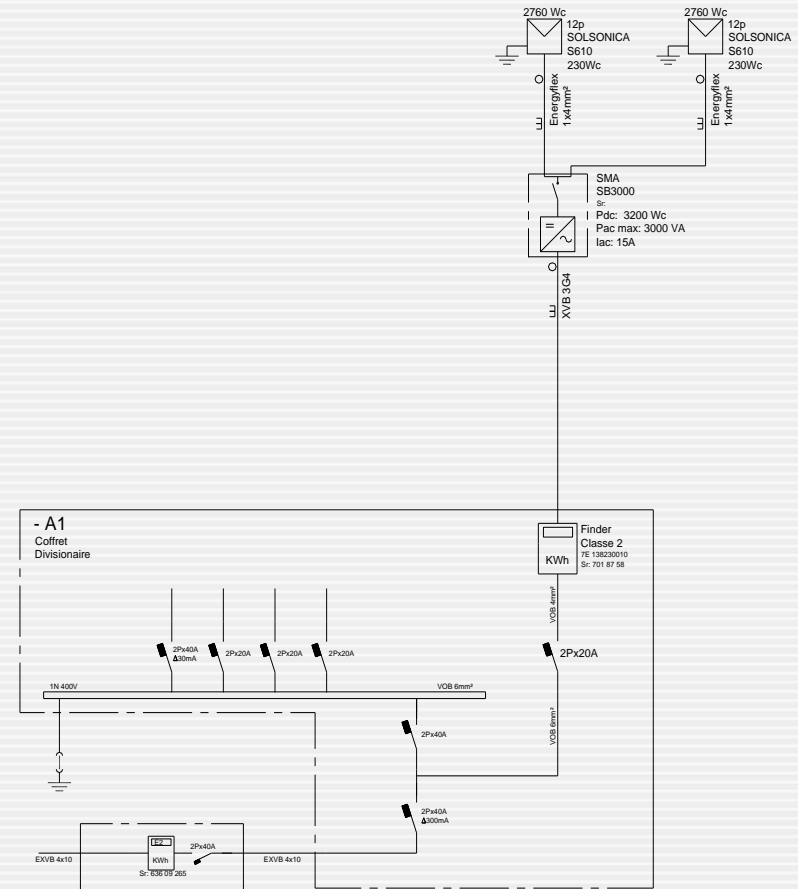 2760 Wc
12p
SOLSONICA
S610
230Wc
Energyflex
1x4mm²
2760 Wc
12p
SOLSONICA
S610
230Wc
Energyflex
1x4mm²
SMA
SB3000
Sr:
Pdc: 3200 Wc
Pac max: 3000 VA
Iac: 15A
XVB 3G4
- A1
Coffret
Divisionaire
KWh
Finder
Classe 2
7E 138230010
Sr: 701 87 58
VOB 4mm²
2Px40A
Δ30mA
2Px20A
2Px20A
2Px20A
2Px20A
1N 400V
VOB 6mm²
VOB 6mm²
2Px40A
2Px40A
Δ300mA
EXVB 4x10
E2
KWh
Sr: 636 09 265
2Px40A
EXVB 4x10